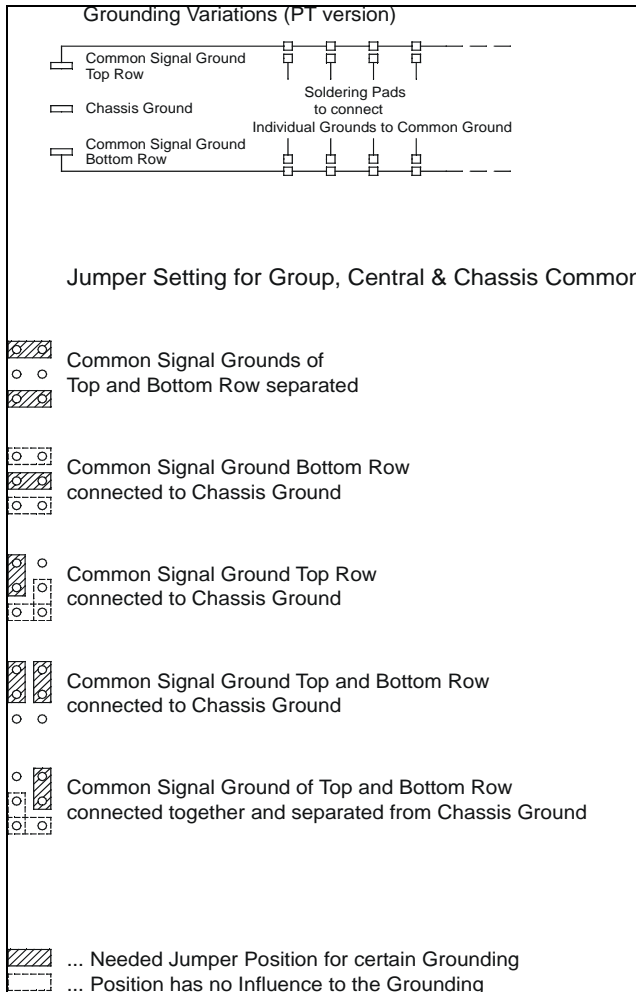 Grounding Variations (PT version)
Common Signal Ground
Top Row
Soldering Pads
to connect
Chassis Ground
Individual Grounds to Common Ground
Common Signal Ground
Bottom Row
Jumper Setting for Group, Central & Chassis Common
Common Signal Grounds of
Top and Bottom Row separated
Common Signal Ground Bottom Row
connected to Chassis Ground
Common Signal Ground Top Row
connected to Chassis Ground
Common Signal Ground Top and Bottom Row
connected to Chassis Ground
Common Signal Ground of Top and Bottom Row
connected together and separated from Chassis Ground
... Needed Jumper Position for certain Grounding
... Position has no Influence to the Grounding